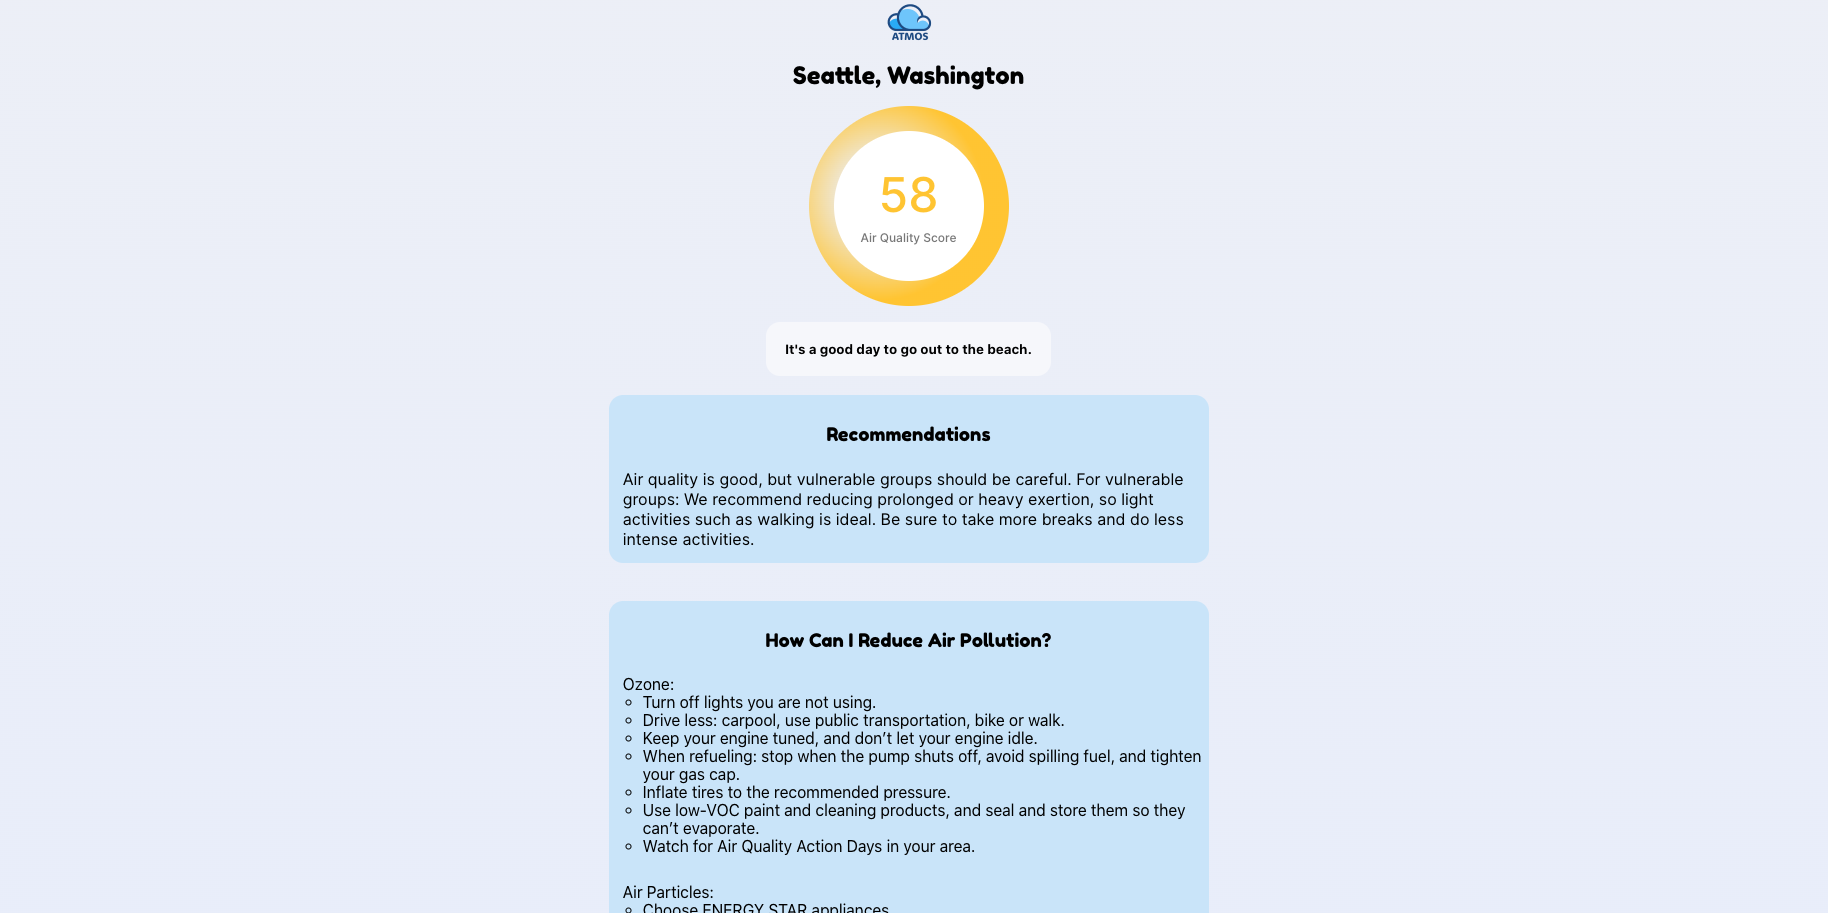 ATMOS
Seattle, Washington
58
Air Quality Score
It's a good day to go out to the beach.
Recommendations
Air quality is good, but vulnerable groups should be careful. For vulnerable
groups: We recommend reducing prolonged or heavy exertion, so light
activities such as walking is ideal. Be sure to take more breaks and do less
intense activities.
How Can I Reduce Air Pollution?
Ozone:
Turn off lights you are not using.
Drive less: carpool, use public transportation, bike or walk.
Keep your engine tuned, and don’t let your engine idle.
When refueling: stop when the pump shuts off, avoid spilling fuel, and tighten
your gas cap.
Inflate tires to the recommended pressure.
Use low-VOC paint and cleaning products, and seal and store them so they
can’t evaporate.
Watch for Air Quality Action Days in your area.
Air Particles:
Choose ENERGY STAR appliances